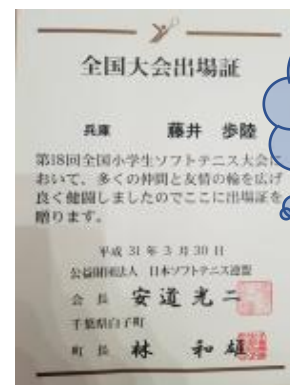 全国大会出場証
兵庫 藤井 歩陸
第18回全国小学生ソフトテニス大会に
おいて、多くの仲間と友情の輪を広げ
良く健闘しましたのでここに出場証を
贈ります。
平成 31 年 3 月 30 日
公益財団法人 日本ソフトテニス連盟
会 長 安道光二
千葉県白子町
町 長 林 和雄